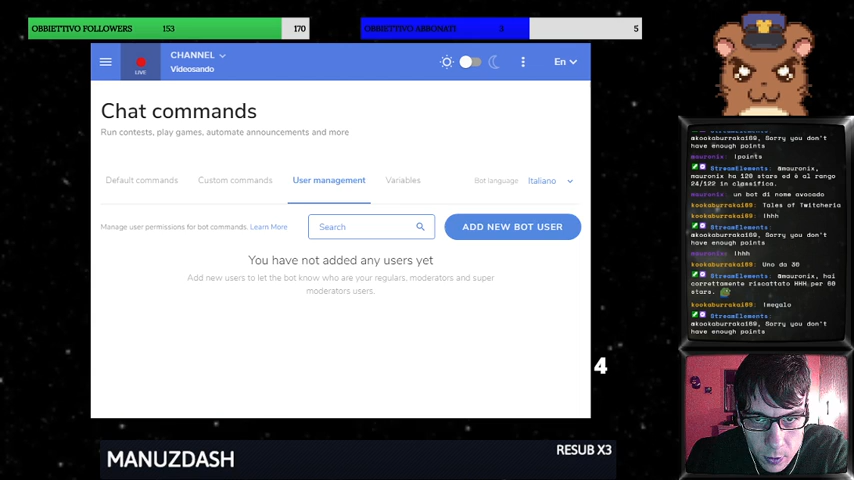 OBBIETTIVO FOLLOWERS 153 170
OBBIETTIVO ABBONATI 3 5
CHANNEL
Videosando
LIVE
En
Chat commands
Run contests, play games, automate announcements and more
Default commands Custom commands User management Variables Bot language Italiano
Manage user permissions for bot commands. Learn More Search ADD NEW BOT USER
You have not added any users yet
Add new users to let the bot know who are your regulars, moderators and super
moderators users.
4
MANUZDASH RESUB X3
@kookaburraka169, Sorry you don't
have enough points
mauronix: !points
StreamElements: @mauronix,
mauronix ha 120 stars ed è al rango
24/122 in classifica.
mauronix: un bot di nome avocado
kookaburraka169: Tales of Twitcheria
kookaburraka169: !hhh
StreamElements:
@kookaburraka169, Sorry you don't
have enough points
mauronix: !hhh
kookaburraka169: Uno da 30
StreamElements: @mauronix, hai
correttamente riscattato HHH per 60
stars.
kookaburraka169: !megalo
StreamElements:
@kookaburraka169, Sorry you don't
have enough points